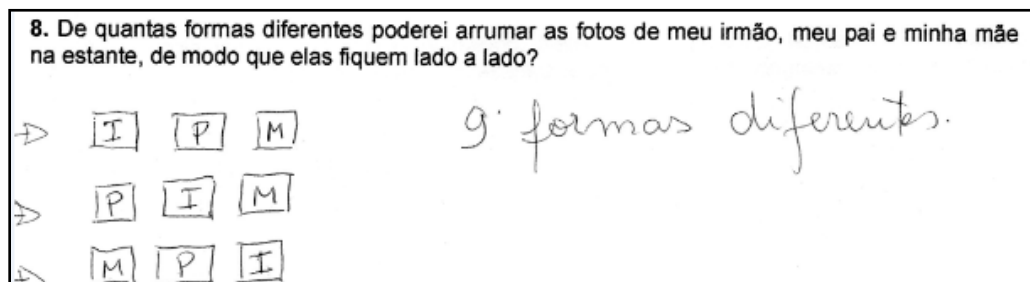 8. De quantas formas diferentes poderei arrumar as fotos de meu irmão, meu pai e minha mãe
na estante, de modo que elas fiquem lado a lado?
I P M 9 formas diferentes.
P I M
M P I